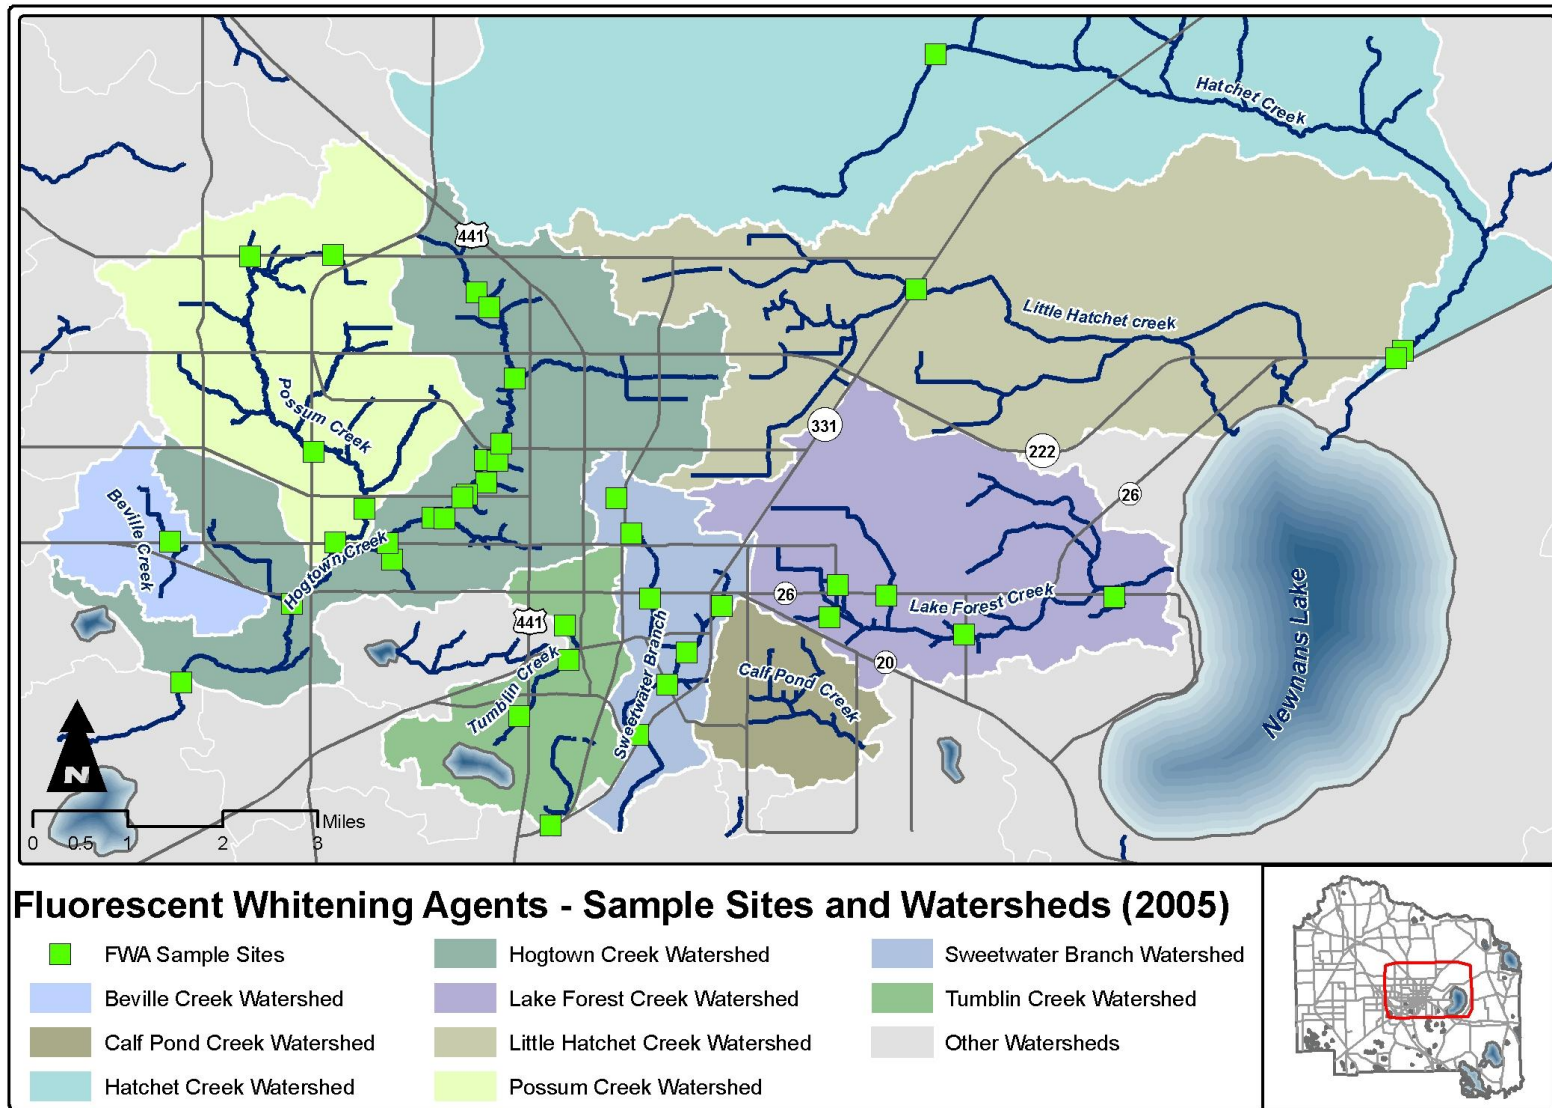 Hatchet Creek
441
Little Hatchet creek
Possum Creek
331
222
26
Beville Creek
Hogtown Creek
26
Lake Forest Creek
441
Newnans Lake
Tumblin Creek
Sweetwater Branch
20
Calf Pond Creek
N
Miles
0 0.5 1 2 3
Fluorescent Whitening Agents - Sample Sites and Watersheds (2005)
FWA Sample Sites
Beville Creek Watershed
Calf Pond Creek Watershed
Hatchet Creek Watershed
Hogtown Creek Watershed
Lake Forest Creek Watershed
Little Hatchet Creek Watershed
Possum Creek Watershed
Sweetwater Branch Watershed
Tumblin Creek Watershed
Other Watersheds